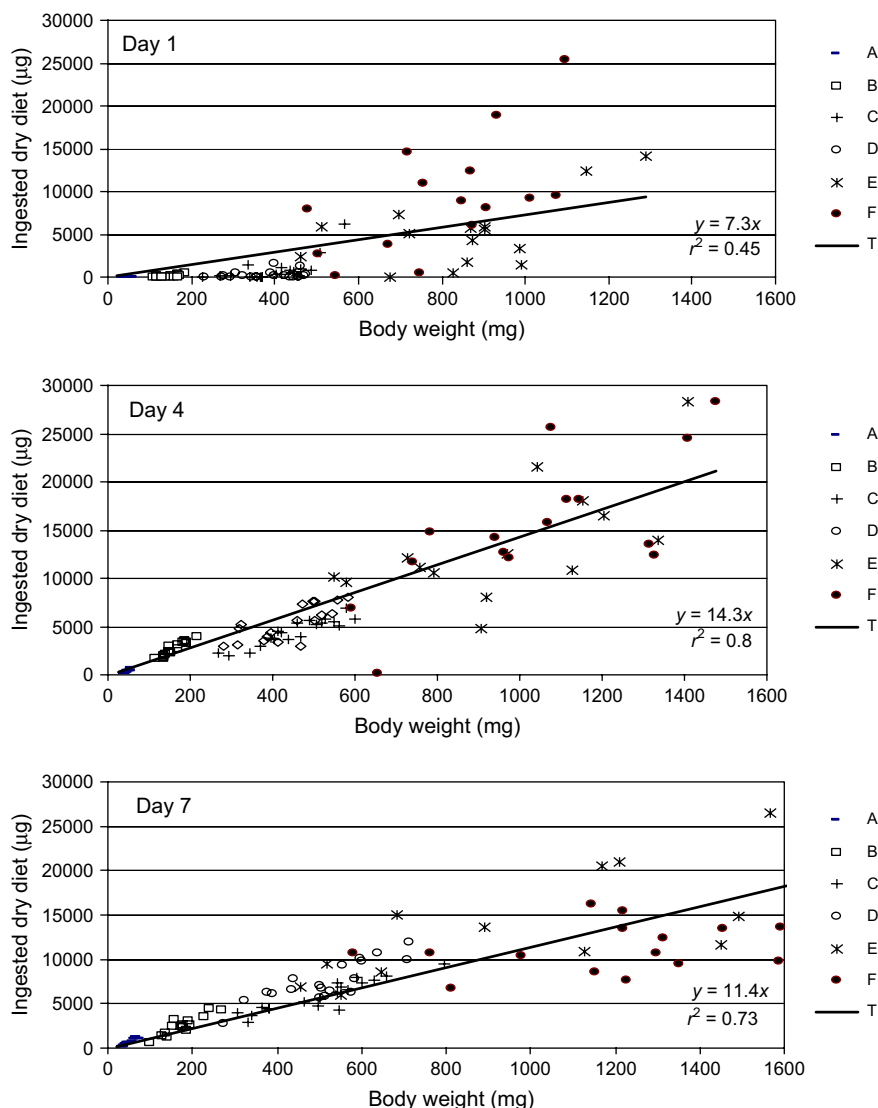 Day 1
Ingested dry diet (µg)
30000
25000
20000
15000
10000
5000
0
0 200 400 600 800 1000 1200 1400 1600
Body weight (mg)
y = 7.3x
r² = 0.45
A
B
C
D
E
F
T
Day 4
Ingested dry diet (µg)
30000
25000
20000
15000
10000
5000
0
0 200 400 600 800 1000 1200 1400 1600
Body weight (mg)
y = 14.3x
r² = 0.8
A
B
C
D
E
F
T
Day 7
Ingested dry diet (µg)
30000
25000
20000
15000
10000
5000
0
0 200 400 600 800 1000 1200 1400 1600
Body weight (mg)
y = 11.4x
r² = 0.73
A
B
C
D
E
F
T